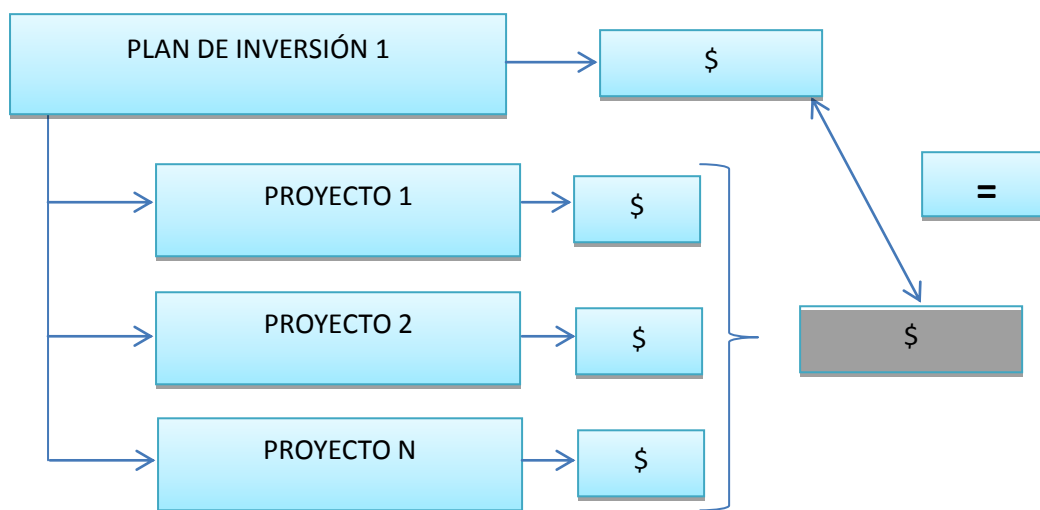 PLAN DE INVERSIÓN 1
$
PROYECTO 1
$
=
PROYECTO 2
$
$
PROYECTO N
$